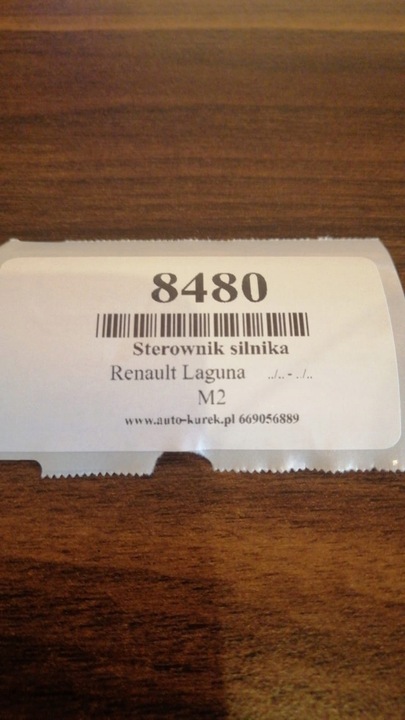 8480
Sterownik silnika
Renault Laguna ../.. - ../..
M2
www.auto-kurek.pl 669056889